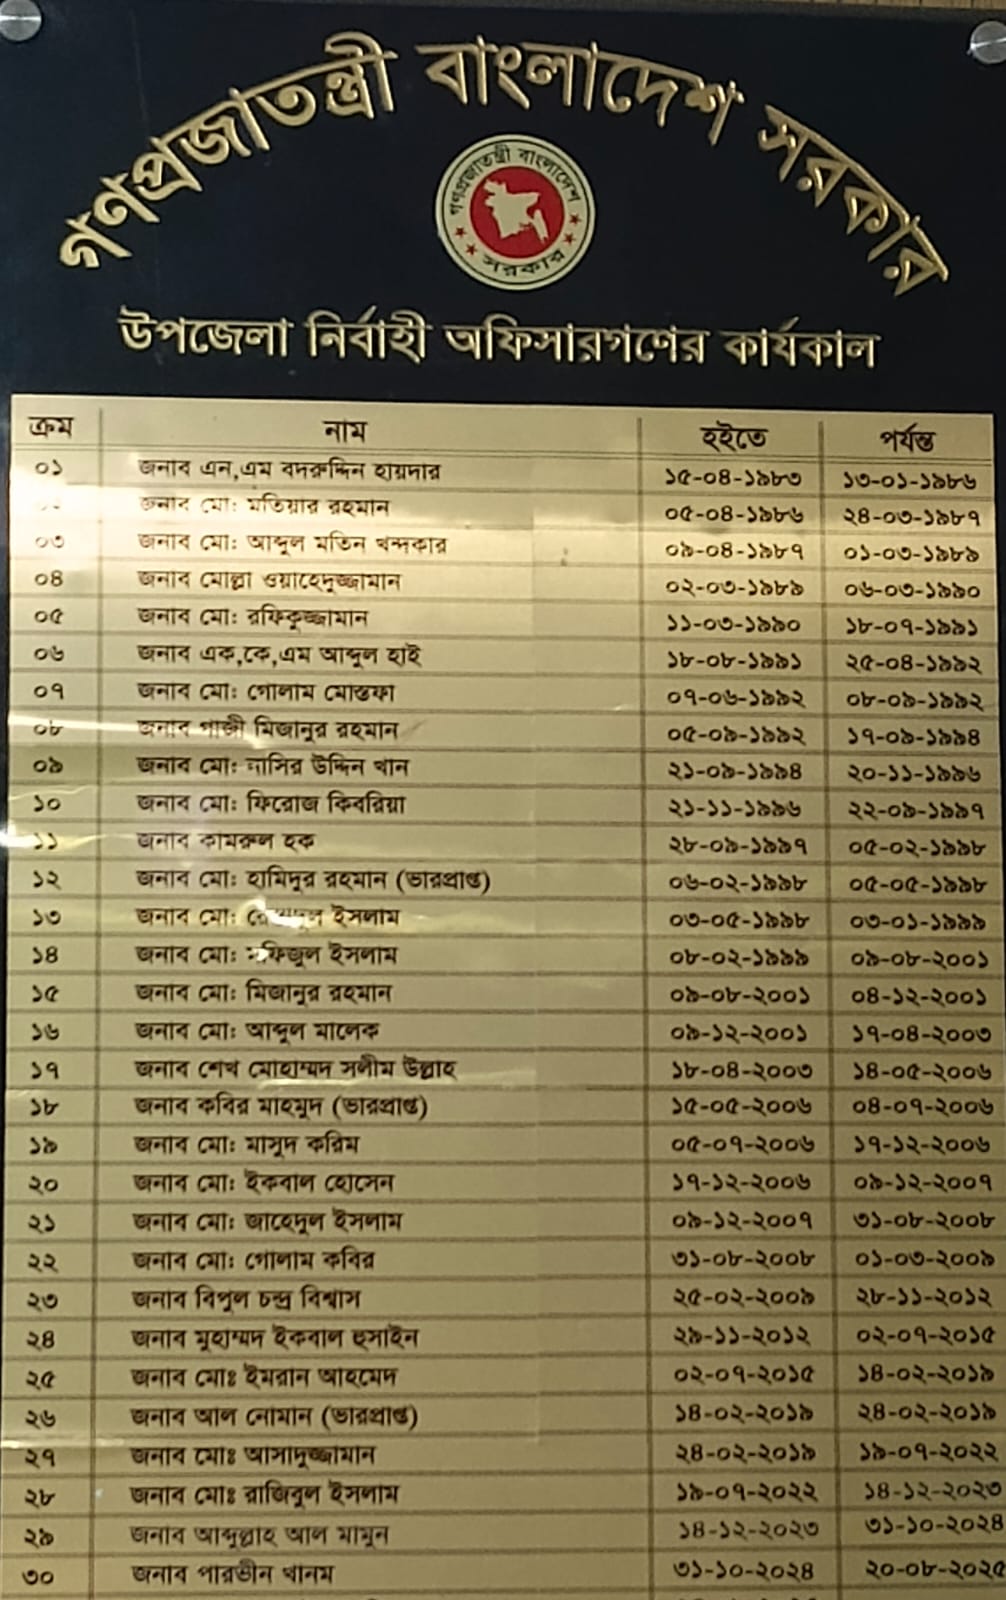 গণপ্রজাতন্ত্রী বাংলাদেশ সরকার
গণপ্রজাতন্ত্রী বাংলাদেশ
সরকার
উপজেলা নির্বাহী অফিসারগণের কার্যকাল
ক্রম নাম হইতে পর্যন্ত
০১ জনাব এন,এম বদরুদ্দিন হায়দার ১৫-০৪-১৯৮৩ ১৩-০১-১৯৮৬
জনাব মো: মতিয়ার রহমান ০৫-০৪-১৯৮৬ ২৪-০৩-১৯৮৭
০৩ জনাব মো: আব্দুল মতিন খন্দকার ০৯-০৪-১৯৮৭ ০১-০৩-১৯৮৯
০৪ জনাব মোল্লা ওয়াহেদুজ্জামান ০২-০৩-১৯৮৯ ০৬-০৩-১৯৯০
০৫ জনাব মো: রফিকুজ্জামান ১১-০৩-১৯৯০ ১৮-০৭-১৯৯১
০৬ জনাব এক,কে,এম আব্দুল হাই ১৮-০৮-১৯৯১ ২৫-০৪-১৯৯২
০৭ জনাব মো: গোলাম মোস্তফা ০৭-০৬-১৯৯২ ০৮-০৯-১৯৯২
০৮ জনাব গাজী মিজানুর রহমান ০৫-০৯-১৯৯২ ১৭-০৯-১৯৯৪
০৯ জনাব মো: নাসির উদ্দিন খান ২১-০৯-১৯৯৪ ২০-১১-১৯৯৬
১০ জনাব মো: ফিরোজ কিবরিয়া ২১-১১-১৯৯৬ ২২-০৯-১৯৯৭
১১ জনাব কামরুল হক ২৮-০৯-১৯৯৭ ০৫-০২-১৯৯৮
১২ জনাব মো: হামিদুর রহমান (ভারপ্রাপ্ত) ০৬-০২-১৯৯৮ ০৫-০৫-১৯৯৮
১৩ জনাব মো: ইসলাম ০৩-০৫-১৯৯৮ ০৩-০১-১৯৯৯
১৪ জনাব মো: ইসলাম ০৮-০২-১৯৯৯ ০৯-০৮-২০০১
১৫ জনাব মো: মিজানুর রহমান ০৯-০৮-২০০১ ০৪-১২-২০০১
১৬ জনাব মো: আব্দুল মালেক ০৯-১২-২০০১ ১৭-০৪-২০০৩
১৭ জনাব শেখ মোহাম্মদ সলীম উল্লাহ ১৮-০৪-২০০৩ ১৪-০৫-২০০৬
১৮ জনাব কবির মাহমুদ (ভারপ্রাপ্ত) ১৫-০৫-২০০৬ ০৪-০৭-২০০৬
১৯ জনাব মো: মাসুদ করিম ০৫-০৭-২০০৬ ১৭-১২-২০০৬
২০ জনাব মো: ইকবাল হোসেন ১৭-১২-২০০৬ ০৯-১২-২০০৭
২১ জনাব মো: জাহেদুল ইসলাম ০৯-১২-২০০৭ ৩১-০৮-২০০৮
২২ জনাব মো: গোলাম কবির ৩১-০৮-২০০৮ ০১-০৩-২০০৯
২৩ জনাব বিপুল চন্দ্র বিশ্বাস ২৫-০২-২০০৯ ২৮-১১-২০১২
২৪ জনাব মুহাম্মদ ইকবাল হুসাইন ২৯-১১-২০১২ ০২-০৭-২০১৫
২৫ জনাব মোঃ ইমরান আহমেদ ০২-০৭-২০১৫ ১৪-০২-২০১৯
২৬ জনাব আল নোমান (ভারপ্রাপ্ত) ১৪-০২-২০১৯ ২৪-০২-২০১৯
২৭ জনাব মোঃ আসাদুজ্জামান ২৪-০২-২০১৯ ১৯-০৭-২০২২
২৮ জনাব মোঃ রাজিবুল ইসলাম ১৯-০৭-২০২২ ১৪-১২-২০২৩
২৯ জনাব আব্দুল্লাহ আল মামুন ১৪-১২-২০২৩ ৩১-১০-২০২৪
৩০ জনাব পারভীন খানম ৩১-১০-২০২৪ ২০-০৮-২০২৫